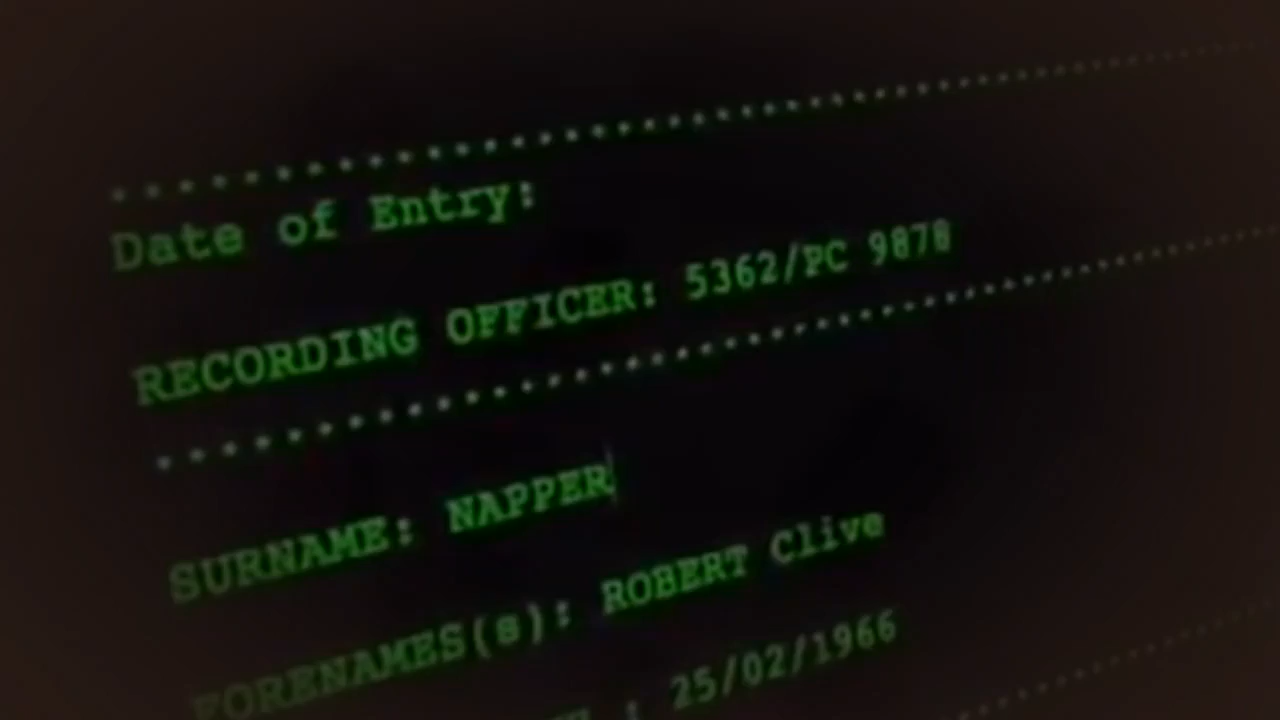 Date of Entry:
RECORDING OFFICER: 5362/PC 9878
SURNAME: NAPPER
FORENAMES(s): ROBERT Clive
: 25/02/1966